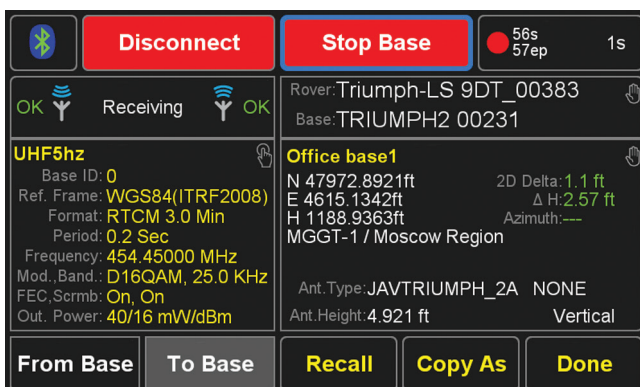 Disconnect
Stop Base
56s
57ep
1s
OK Receiving OK
Rover:Triumph-LS 9DT_00383
Base:TRIUMPH2 00231
UHF5hz
Base ID: 0
Ref. Frame: WGS84(ITRF2008)
Format: RTCM 3.0 Min
Period: 0.2 Sec
Frequency: 454.45000 MHz
Mod.,Band.: D16QAM, 25.0 KHz
FEC,Scrmb: On, On
Out. Power: 40/16 mW/dBm
Office base1
N 47972.8921ft 2D Delta:1.1 ft
E 4615.1342ft Δ H:2.57 ft
H 1188.9363ft Azimuth:---
MGGT-1 / Moscow Region
Ant.Type:JAVTRIUMPH_2A NONE
Ant.Height:4.921 ft Vertical
From Base
To Base
Recall
Copy As
Done